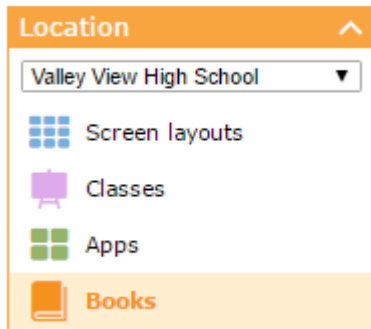 Location
Valley View High School
Screen layouts
Classes
Apps
Books